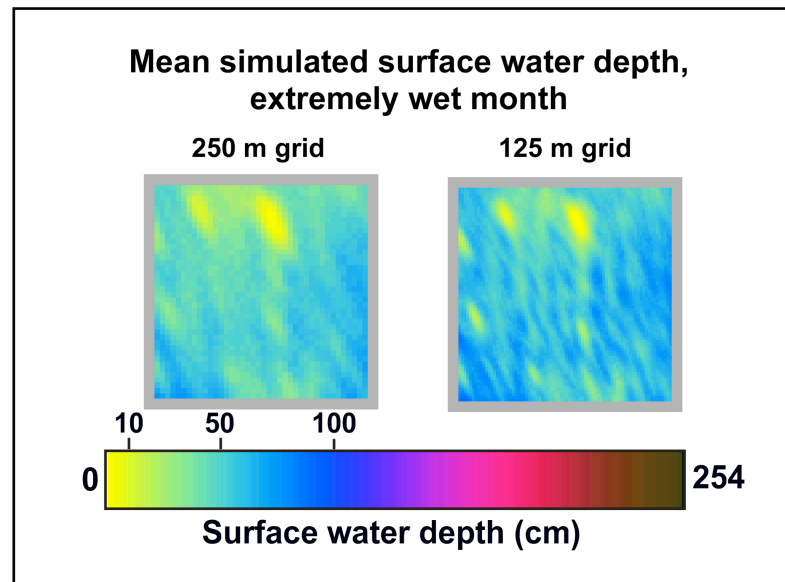 Mean simulated surface water depth,
extremely wet month
250 m grid
125 m grid
10
50
100
0
254
Surface water depth (cm)